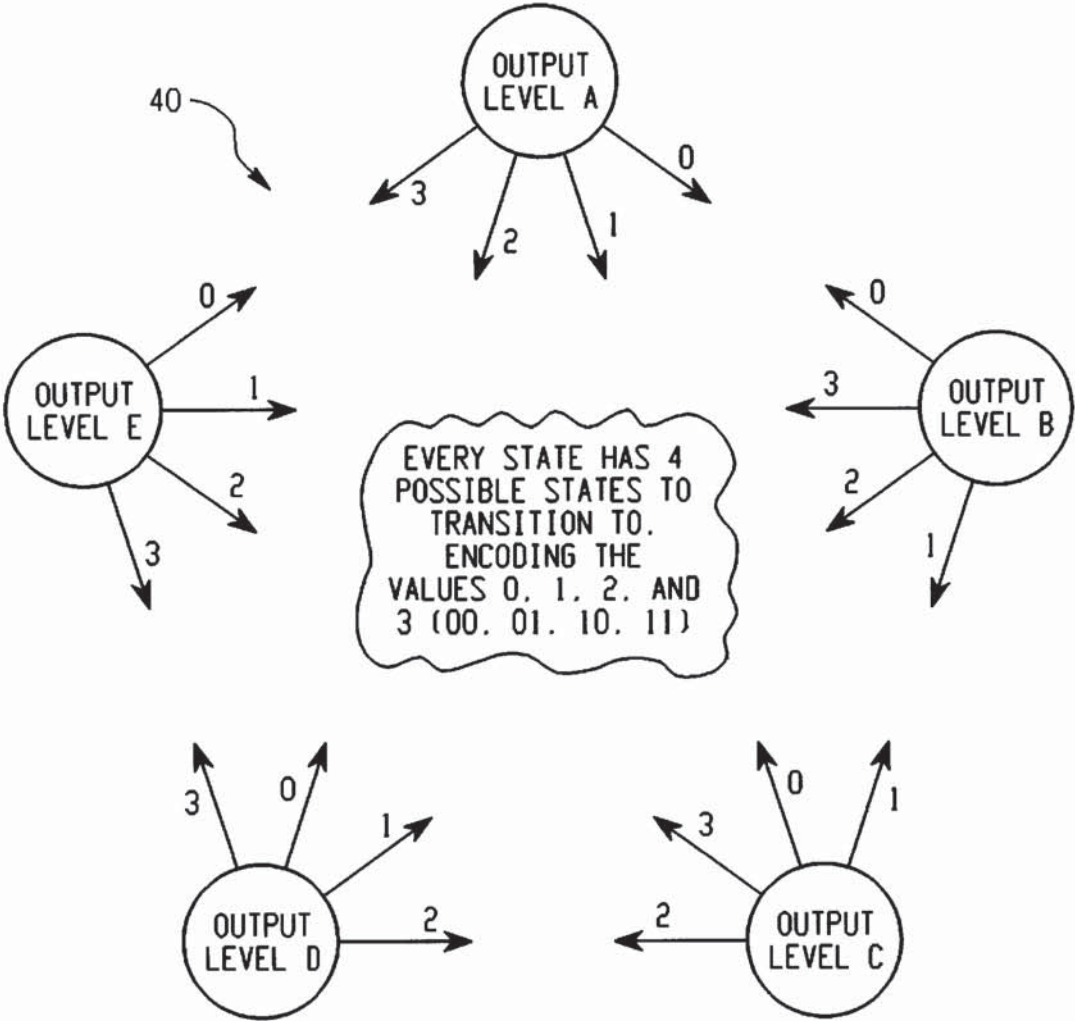 OUTPUT
LEVEL A
40
0
3
1
2
0
0
1
3
OUTPUT
LEVEL E
OUTPUT
LEVEL B
2
2
3
1
EVERY STATE HAS 4
POSSIBLE STATES TO
TRANSITION TO.
ENCODING THE
VALUES 0. 1. 2. AND
3 (00. 01. 10. 11)
3
0
0
1
1
3
2
2
OUTPUT
LEVEL D
OUTPUT
LEVEL C